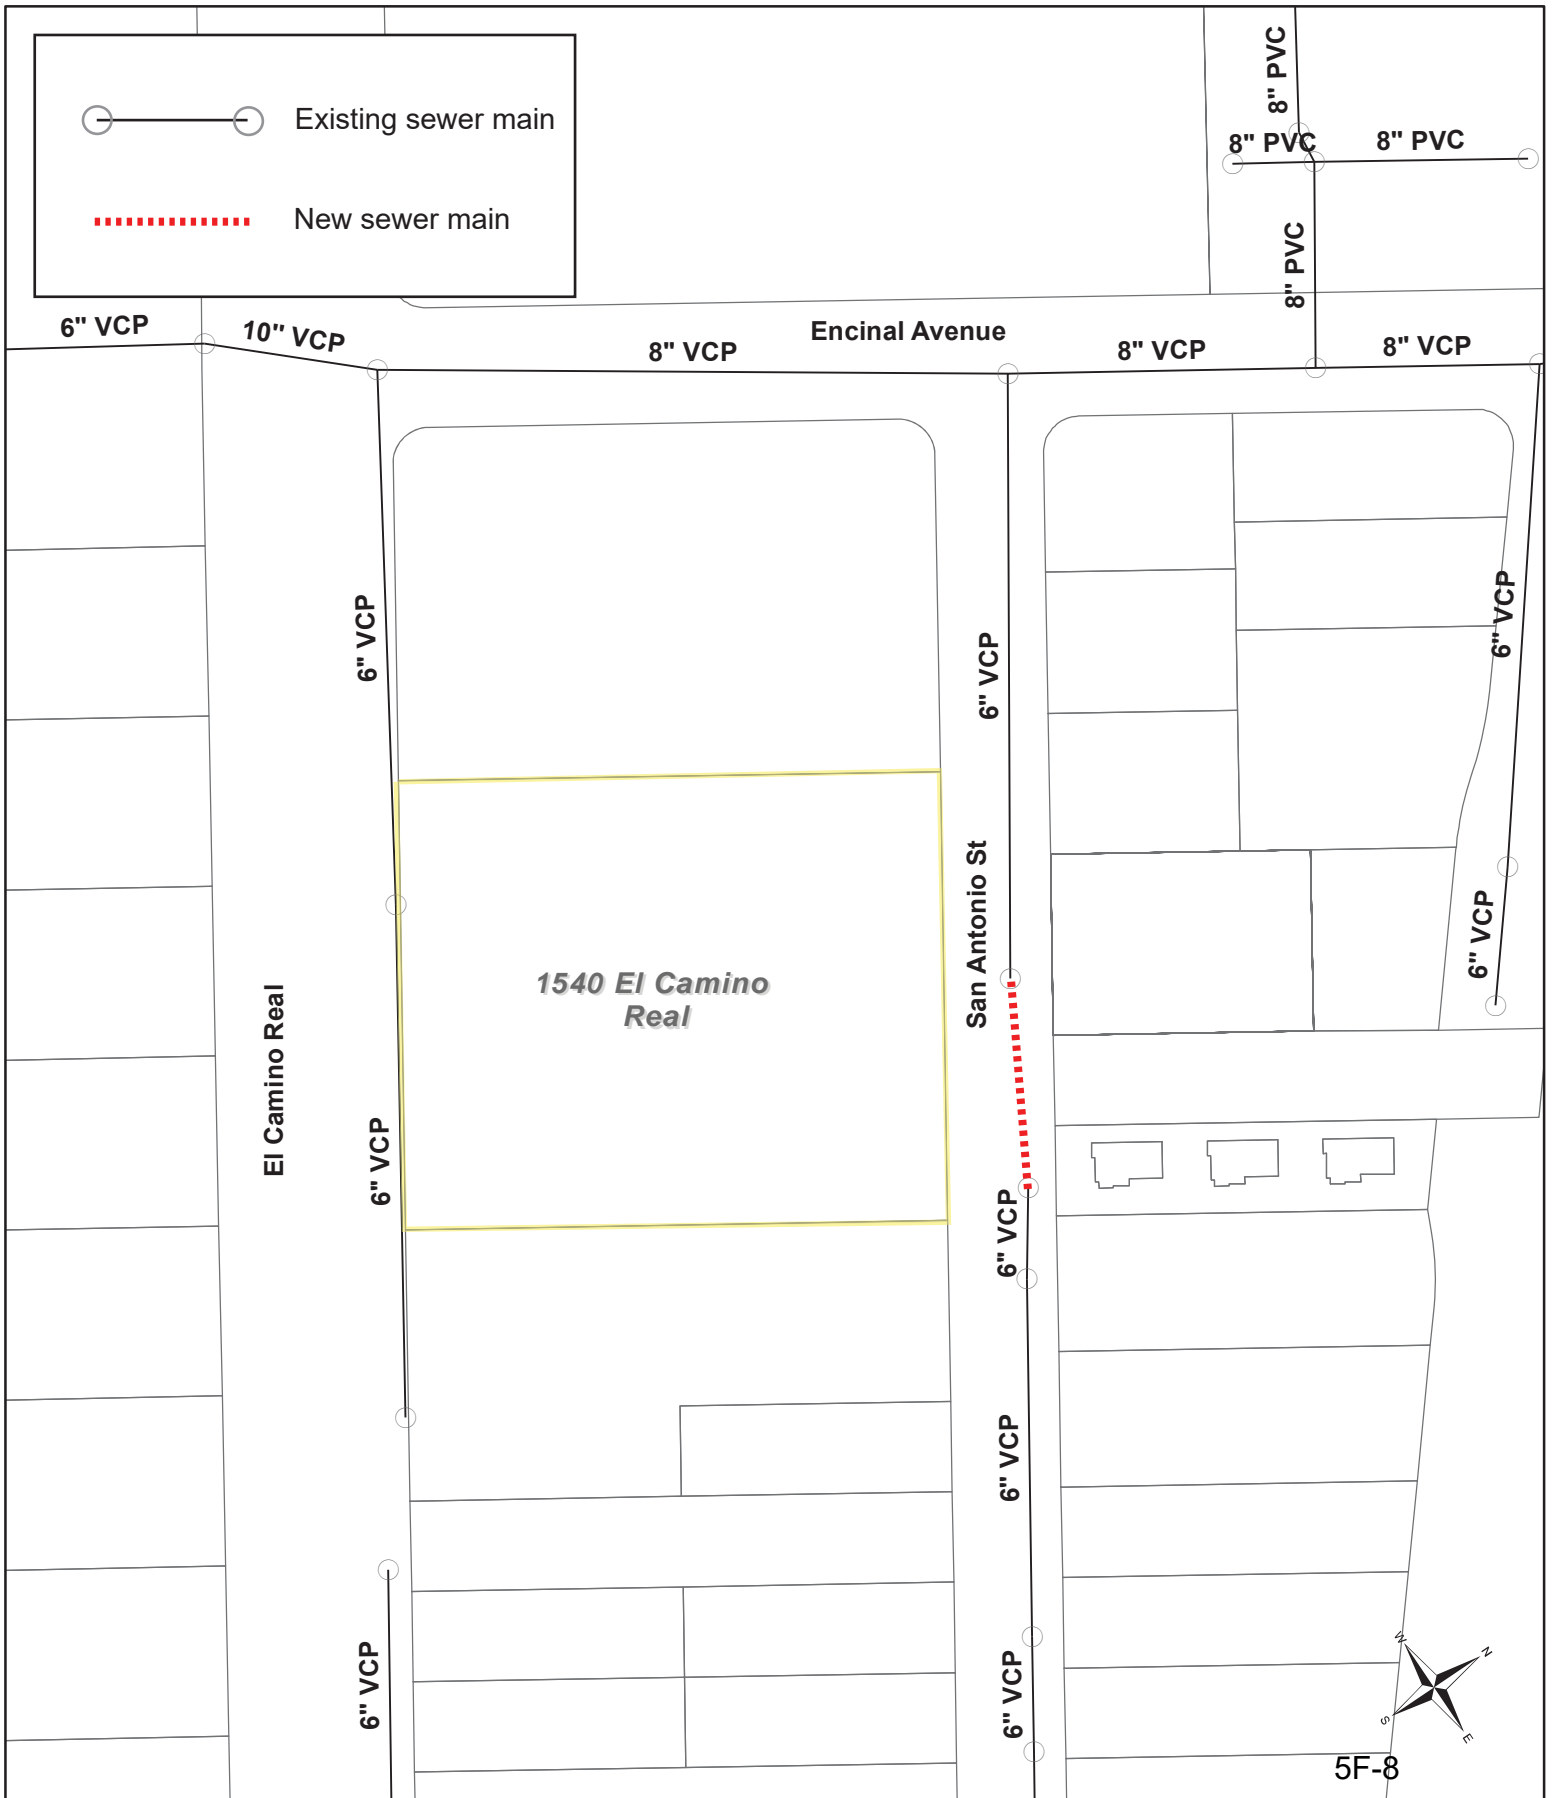 Existing sewer main
New sewer main
8" PVC
8" PVC
8" PVC
8" PVC
6" VCP
10" VCP
8" VCP
Encinal Avenue
8" VCP
8" VCP
6" VCP
6" VCP
6" VCP
San Antonio St
6" VCP
1540 El Camino
Real
El Camino Real
6" VCP
6" VCP
6" VCP
6" VCP
6" VCP
W
N
S
E
5F-8